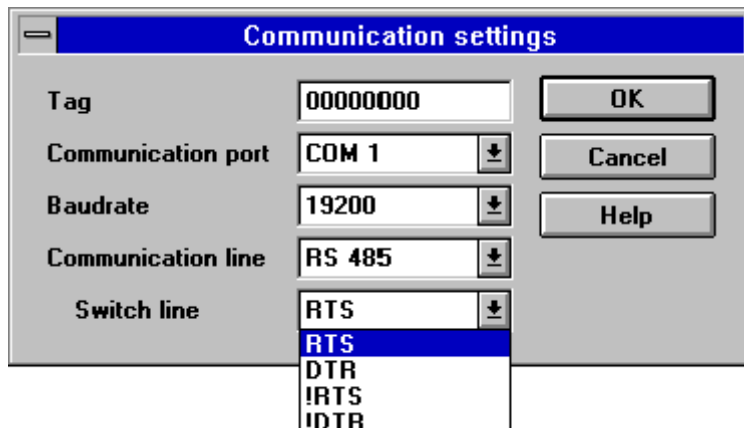 Communication settings
Tag 00000000 OK
Communication port COM 1 Cancel
Baudrate 19200 Help
Communication line RS 485
Switch line RTS
RTS
DTR
!RTS
!DTR